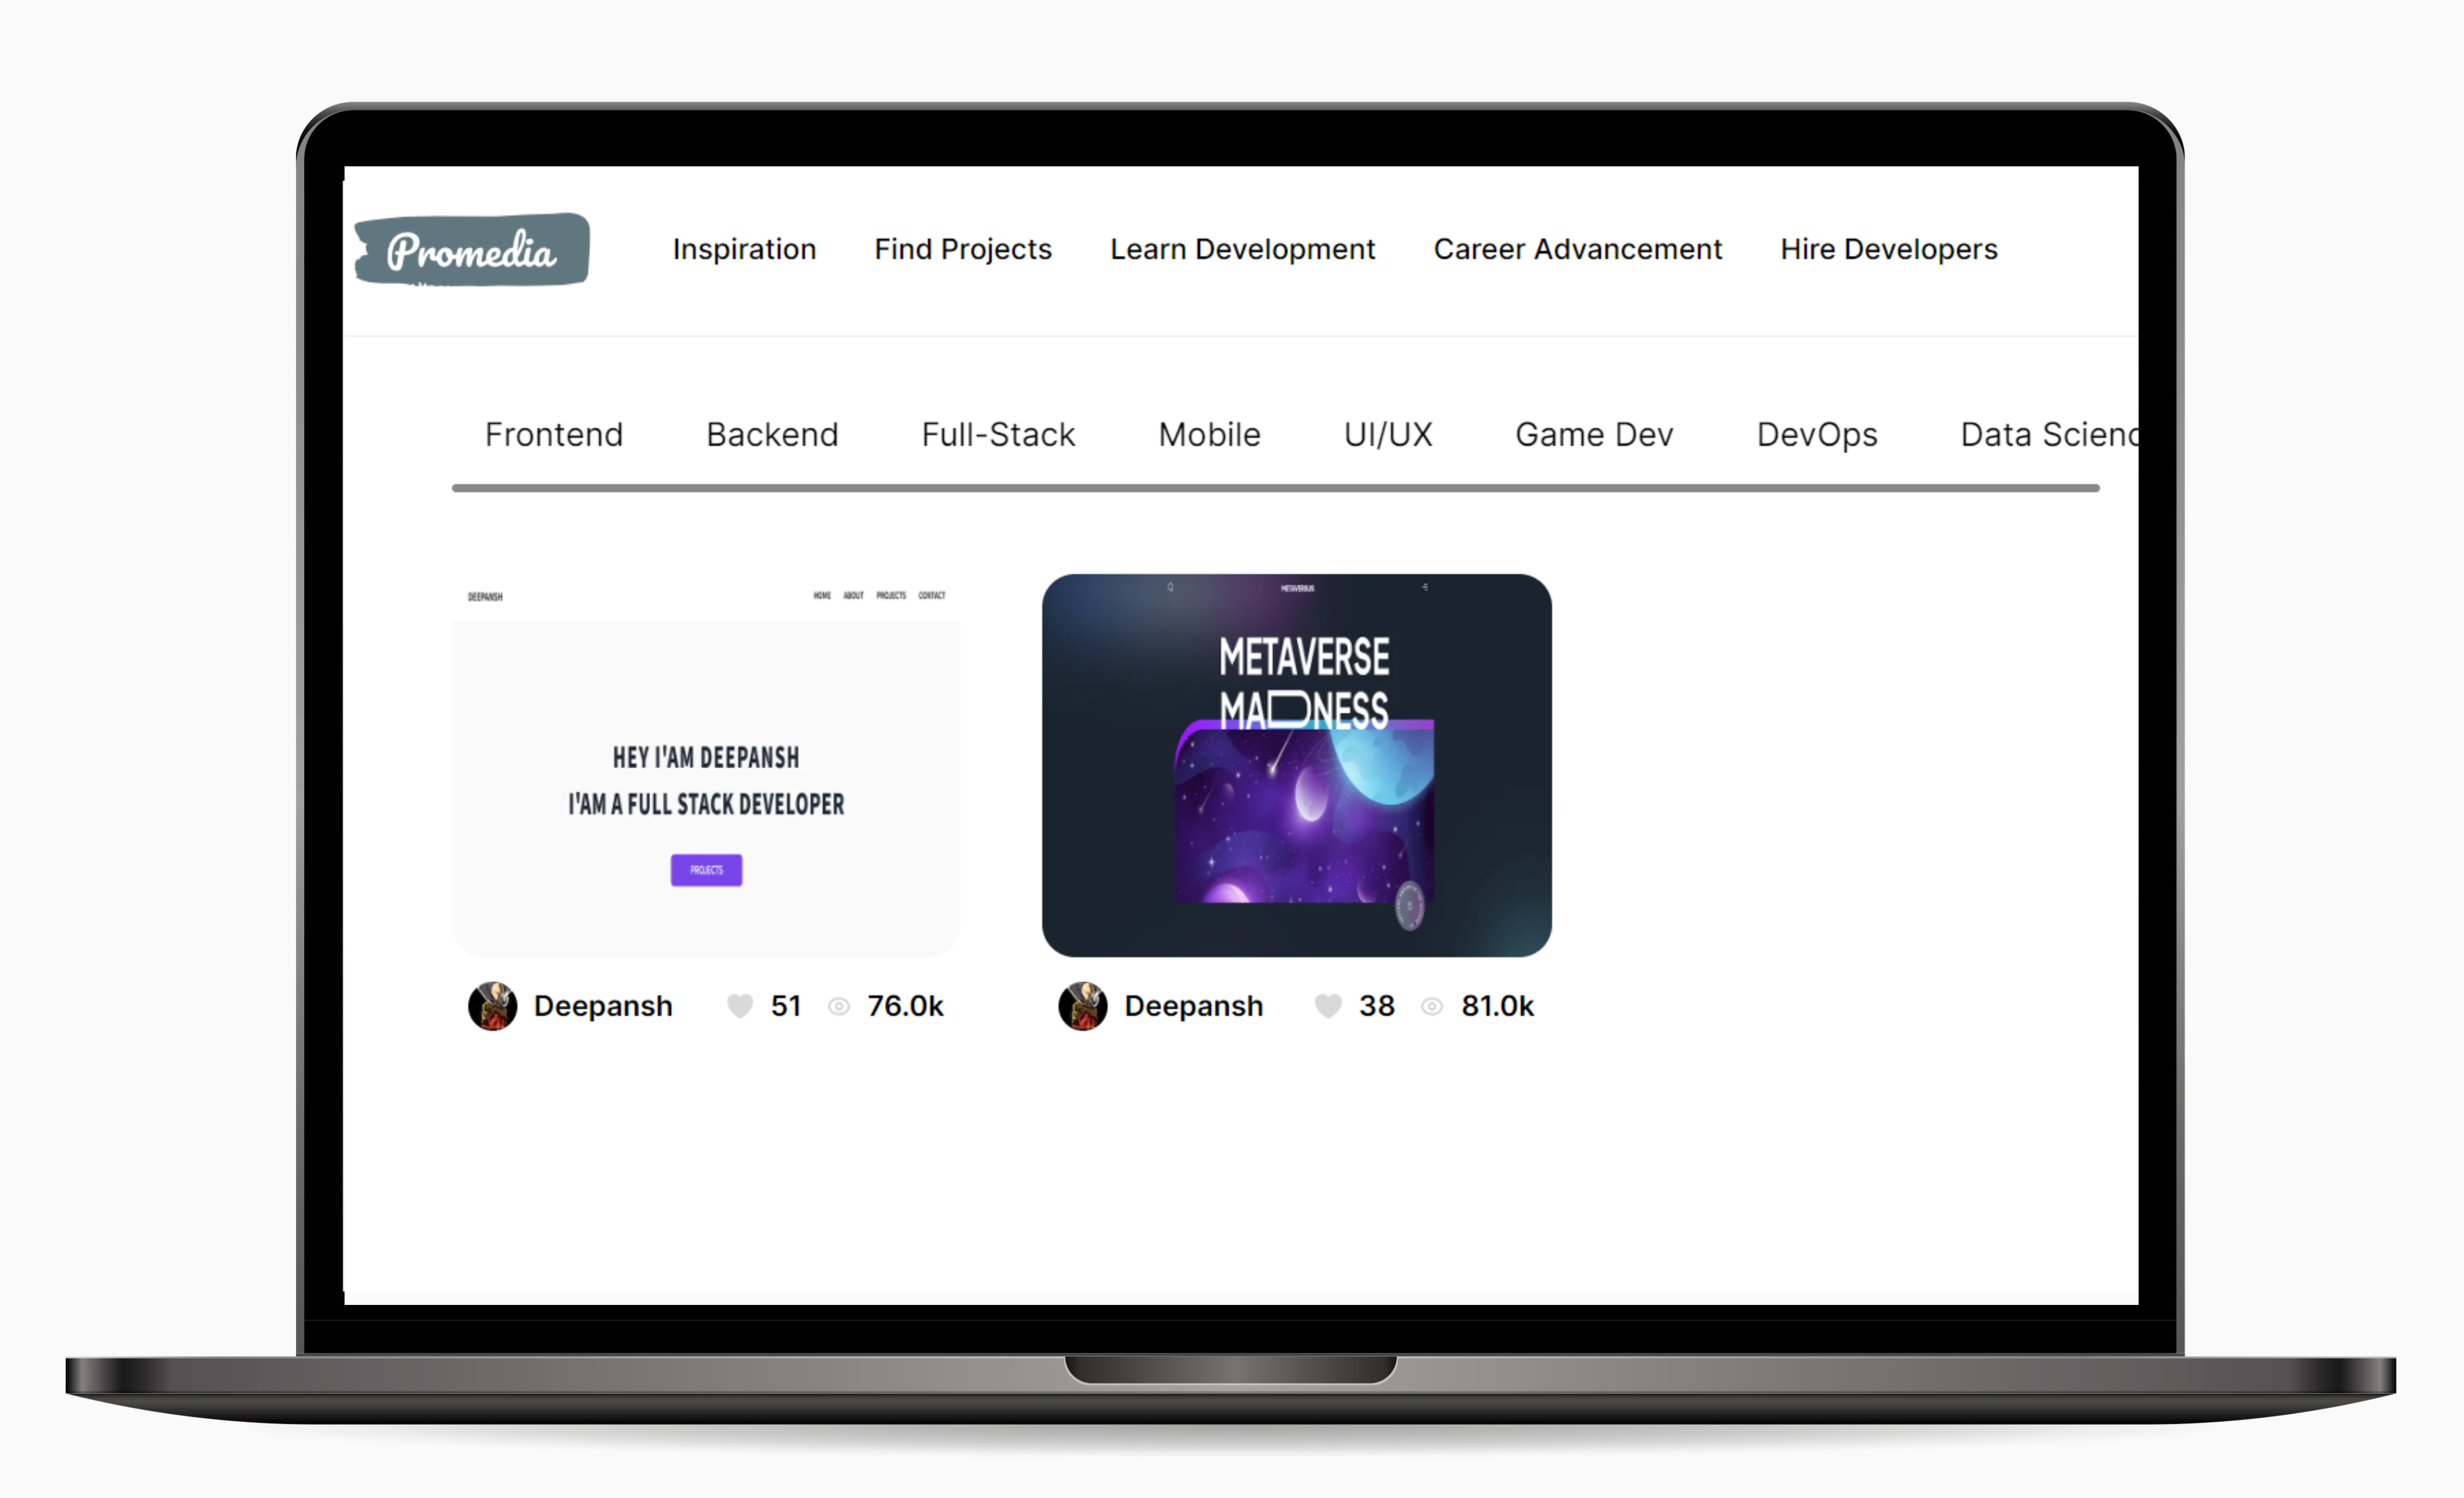 Promedia
Inspiration Find Projects Learn Development Career Advancement Hire Developers
Frontend Backend Full-Stack Mobile UI/UX Game Dev DevOps Data Scienc
DEEPANSH HOME ABOUT PROJECTS CONTACT
HEY I'AM DEEPANSH
I'AM A FULL STACK DEVELOPER
PROJECTS
METAVERSUS
METAVERSE
MADNESS
Deepansh 51 76.0k
Deepansh 38 81.0k